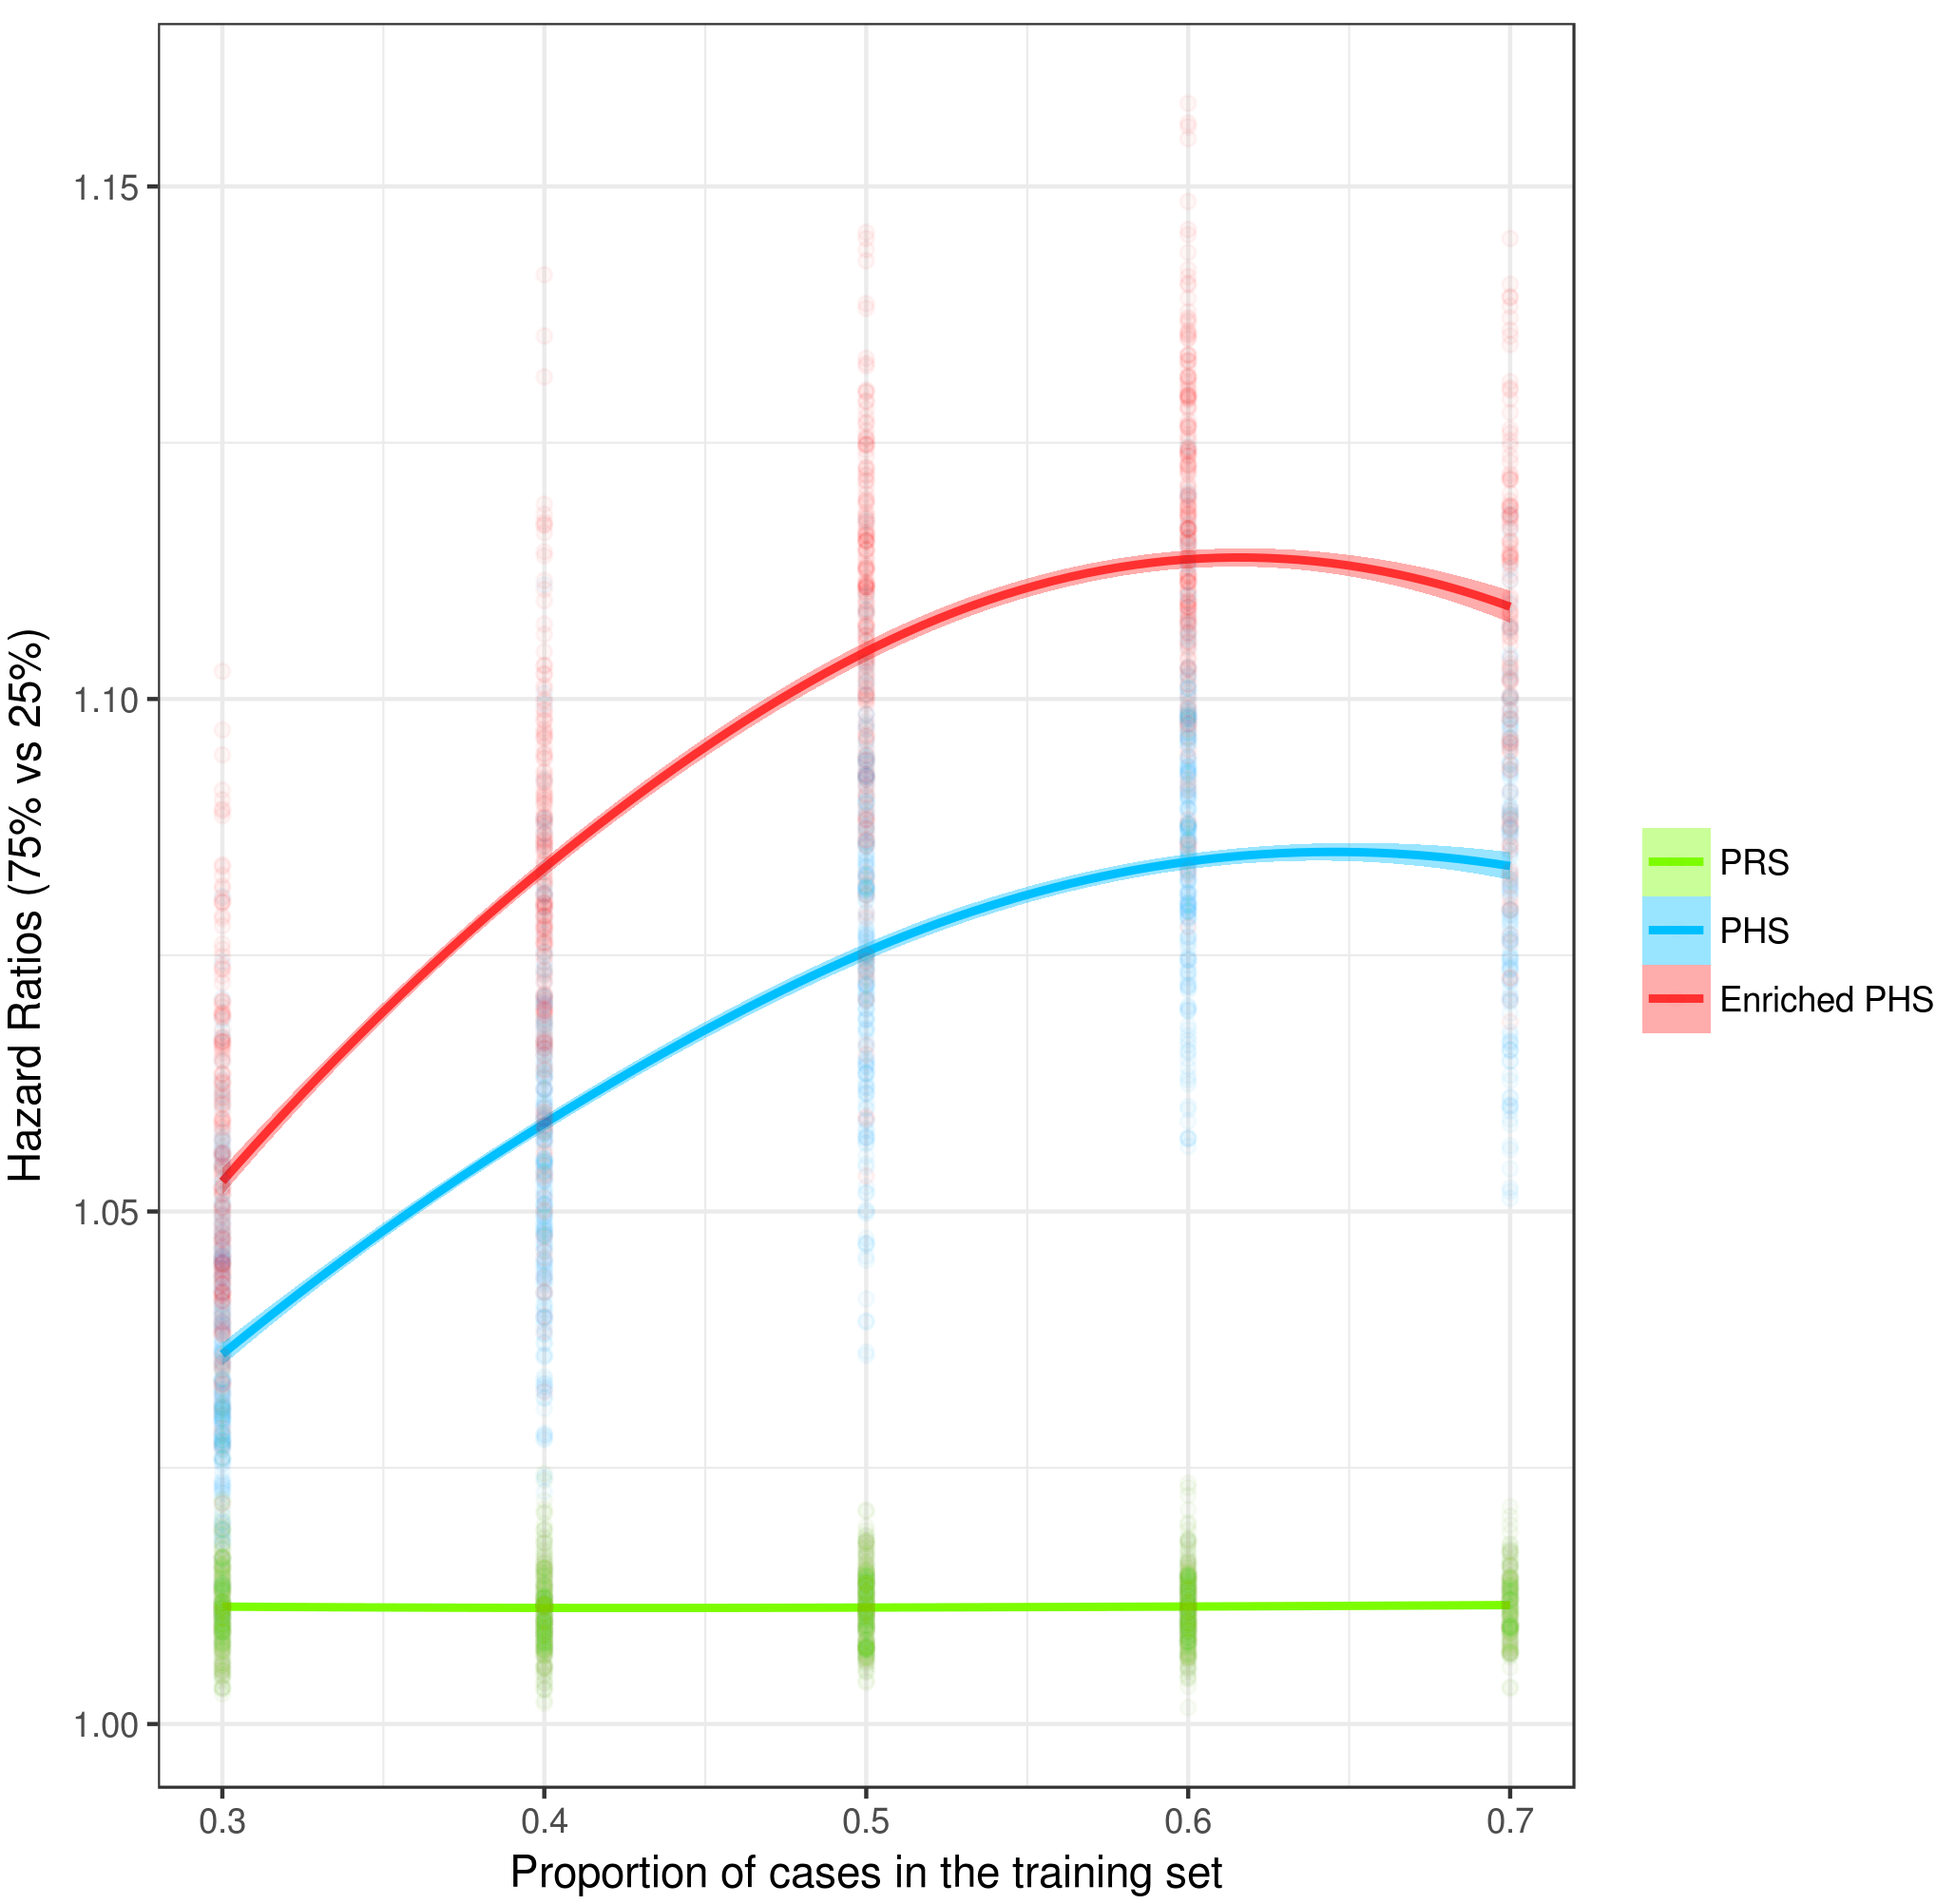 Hazard Ratios (75% vs 25%)
1.15
1.10
1.05
1.00
0.3 0.4 0.5 0.6 0.7
Proportion of cases in the training set
PRS
PHS
Enriched PHS